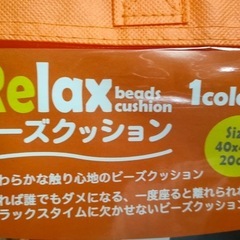 Relax
beads
cushion
1color
ーズクッション
Size
40×4
20c
わらかな触り心地のビーズクッション
れば誰でもダメになる、一度座ると離れられ
ラックスタイムに欠かせないビーズクッション